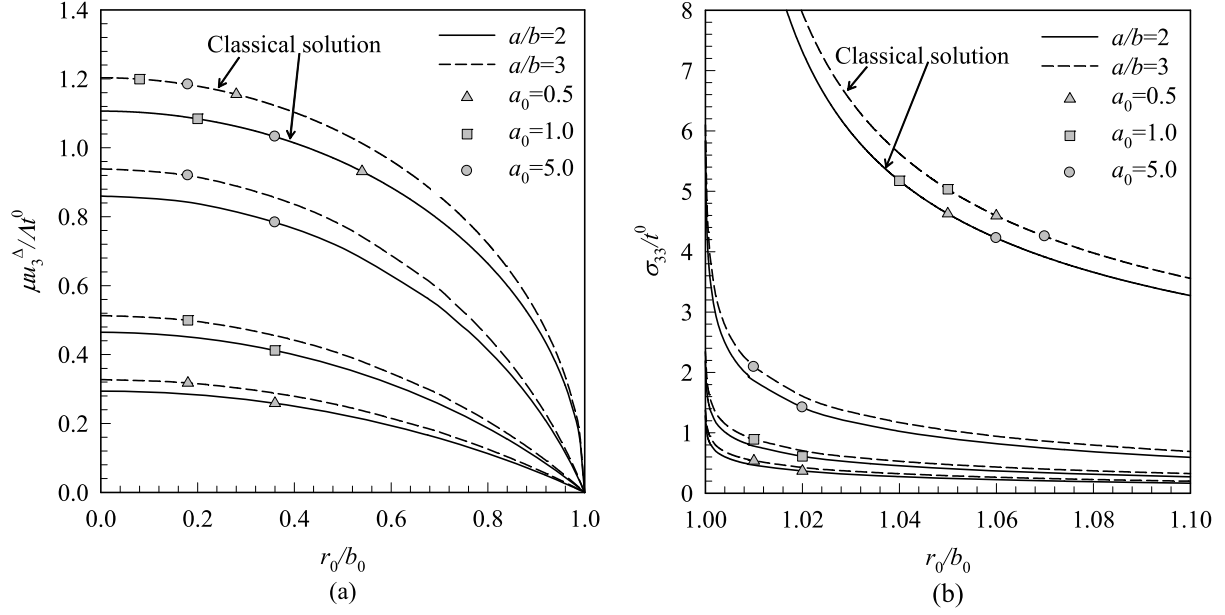 1.4
1.2
1.0
0.8
0.6
0.4
0.2
0.0
μu₃^Δ/Λt⁰
Classical solution
a/b=2
a/b=3
a₀=0.5
a₀=1.0
a₀=5.0
0.0 0.2 0.4 0.6 0.8 1.0
r₀/b₀
(a)
8
7
6
5
4
3
2
1
0
σ₃₃/t⁰
Classical solution
a/b=2
a/b=3
a₀=0.5
a₀=1.0
a₀=5.0
1.00 1.02 1.04 1.06 1.08 1.10
r₀/b₀
(b)